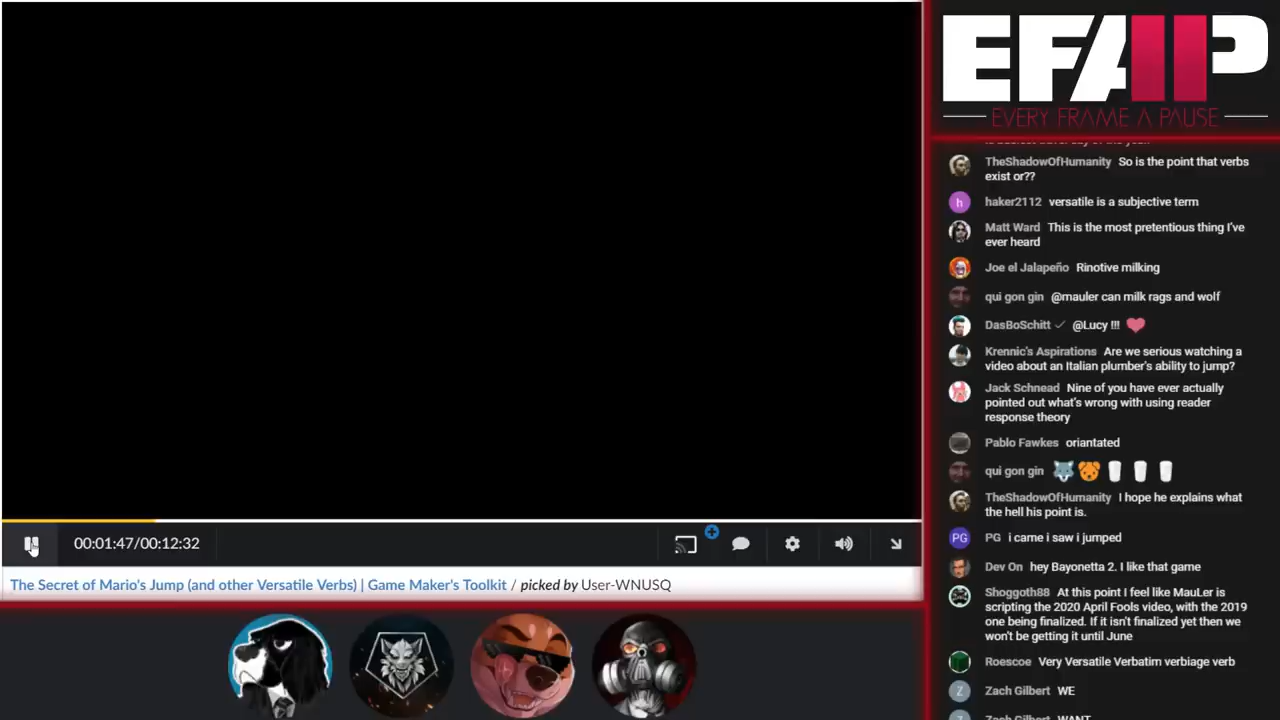 EFAP
EVERY FRAME A PAUSE
TheShadowOfHumanity So is the point that verbs
exist or??
h haker2112 versatile is a subjective term
Matt Ward This is the most pretentious thing I've
ever heard
Joe el Jalapeño Rinotive milking
qui gon gin @mauler can milk rags and wolf
DasBoSchitt @Lucy !!!
Krennic's Aspirations Are we serious watching a
video about an Italian plumber's ability to jump?
Jack Schnead Nine of you have ever actually
pointed out what's wrong with using reader
response theory
Pablo Fawkes oriantated
qui gon gin 🐺🐻🥛🥛🥛
TheShadowOfHumanity I hope he explains what
the hell his point is.
PG PG i came i saw i jumped
Dev On hey Bayonetta 2. I like that game
Shoggoth88 At this point I feel like MauLer is
scripting the 2020 April Fools video, with the 2019
one being finalized. If it isn't finalized yet then we
won't be getting it until June
Roescoe Very Versatile Verbatim verbiage verb
Z Zach Gilbert WE
Z Zach Gilbert WANT
00:01:47/00:12:32
The Secret of Mario's Jump (and other Versatile Verbs) | Game Maker's Toolkit / picked by User-WNUSQ